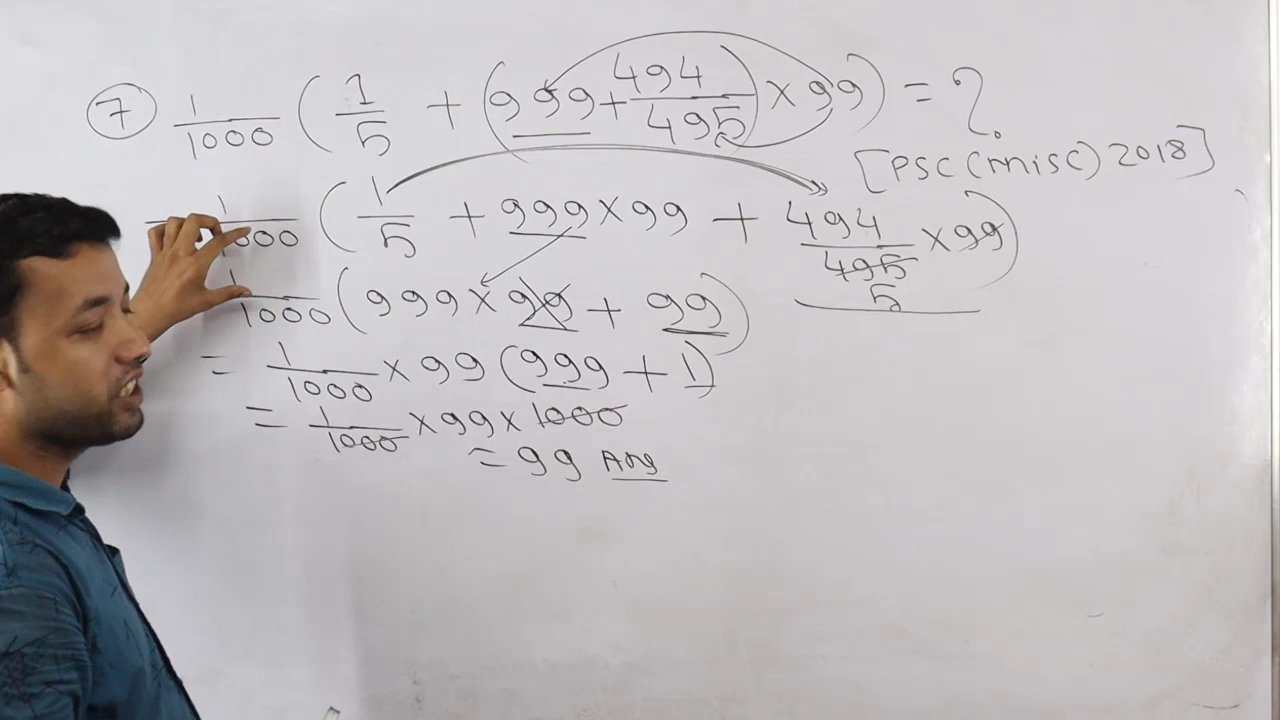 7 1/1000 (1/5 + (999+494/495)×99) = ?
[PSC (misc) 2018]
1/1000 (1/5 + 999×99 + 494/495 ×99)
5
1/1000 (999×99 + 99)
= 1/1000 ×99 (999 + 1)
= 1/1000 ×99×1000
= 99 Ans